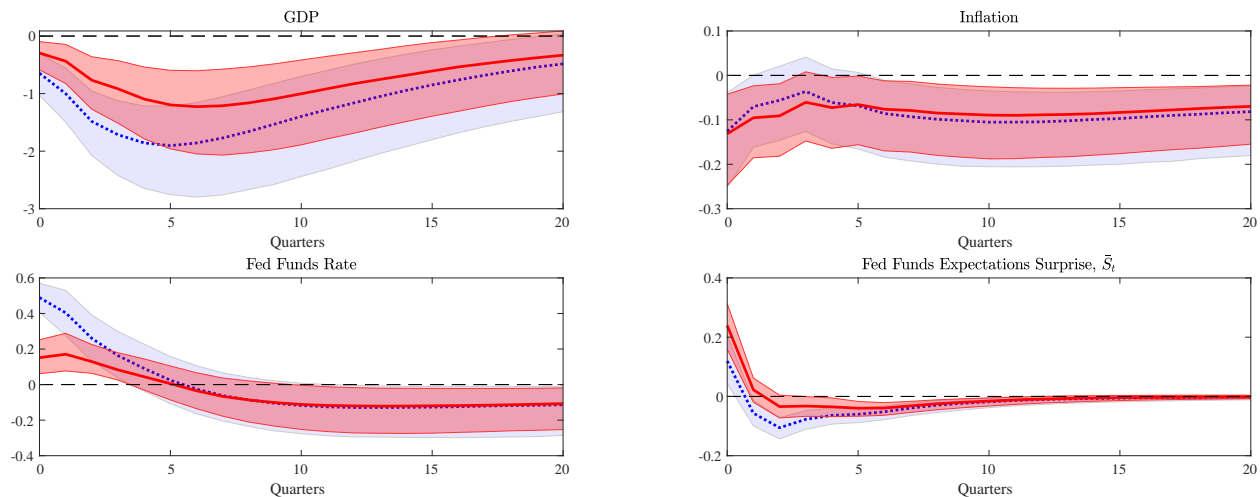 GDP
0
-1
-2
-3
0 5 10 15 20
Quarters
Inflation
0.1
0
-0.1
-0.2
-0.3
0 5 10 15 20
Quarters
Fed Funds Rate
0.6
0.4
0.2
0
-0.2
-0.4
0 5 10 15 20
Quarters
Fed Funds Expectations Surprise, S̄_t
0.4
0.2
0
-0.2
0 5 10 15 20
Quarters